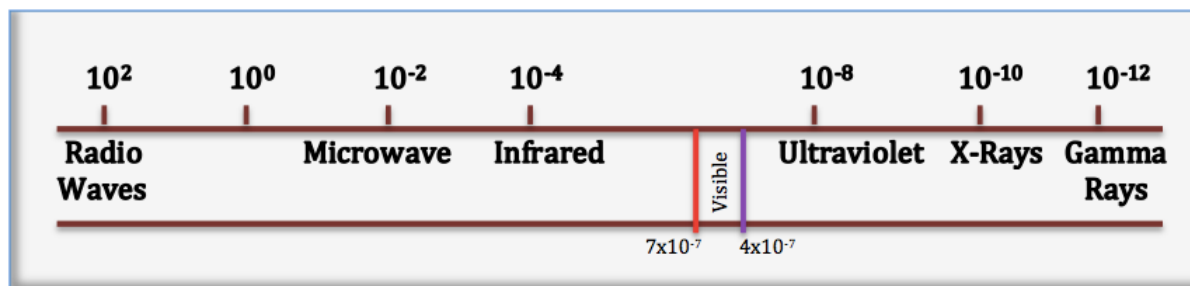 10² 10⁰ 10⁻² 10⁻⁴ 10⁻⁸ 10⁻¹⁰ 10⁻¹²
Radio Microwave Infrared Visible Ultraviolet X-Rays Gamma
Waves Rays
7x10⁻⁷ 4x10⁻⁷